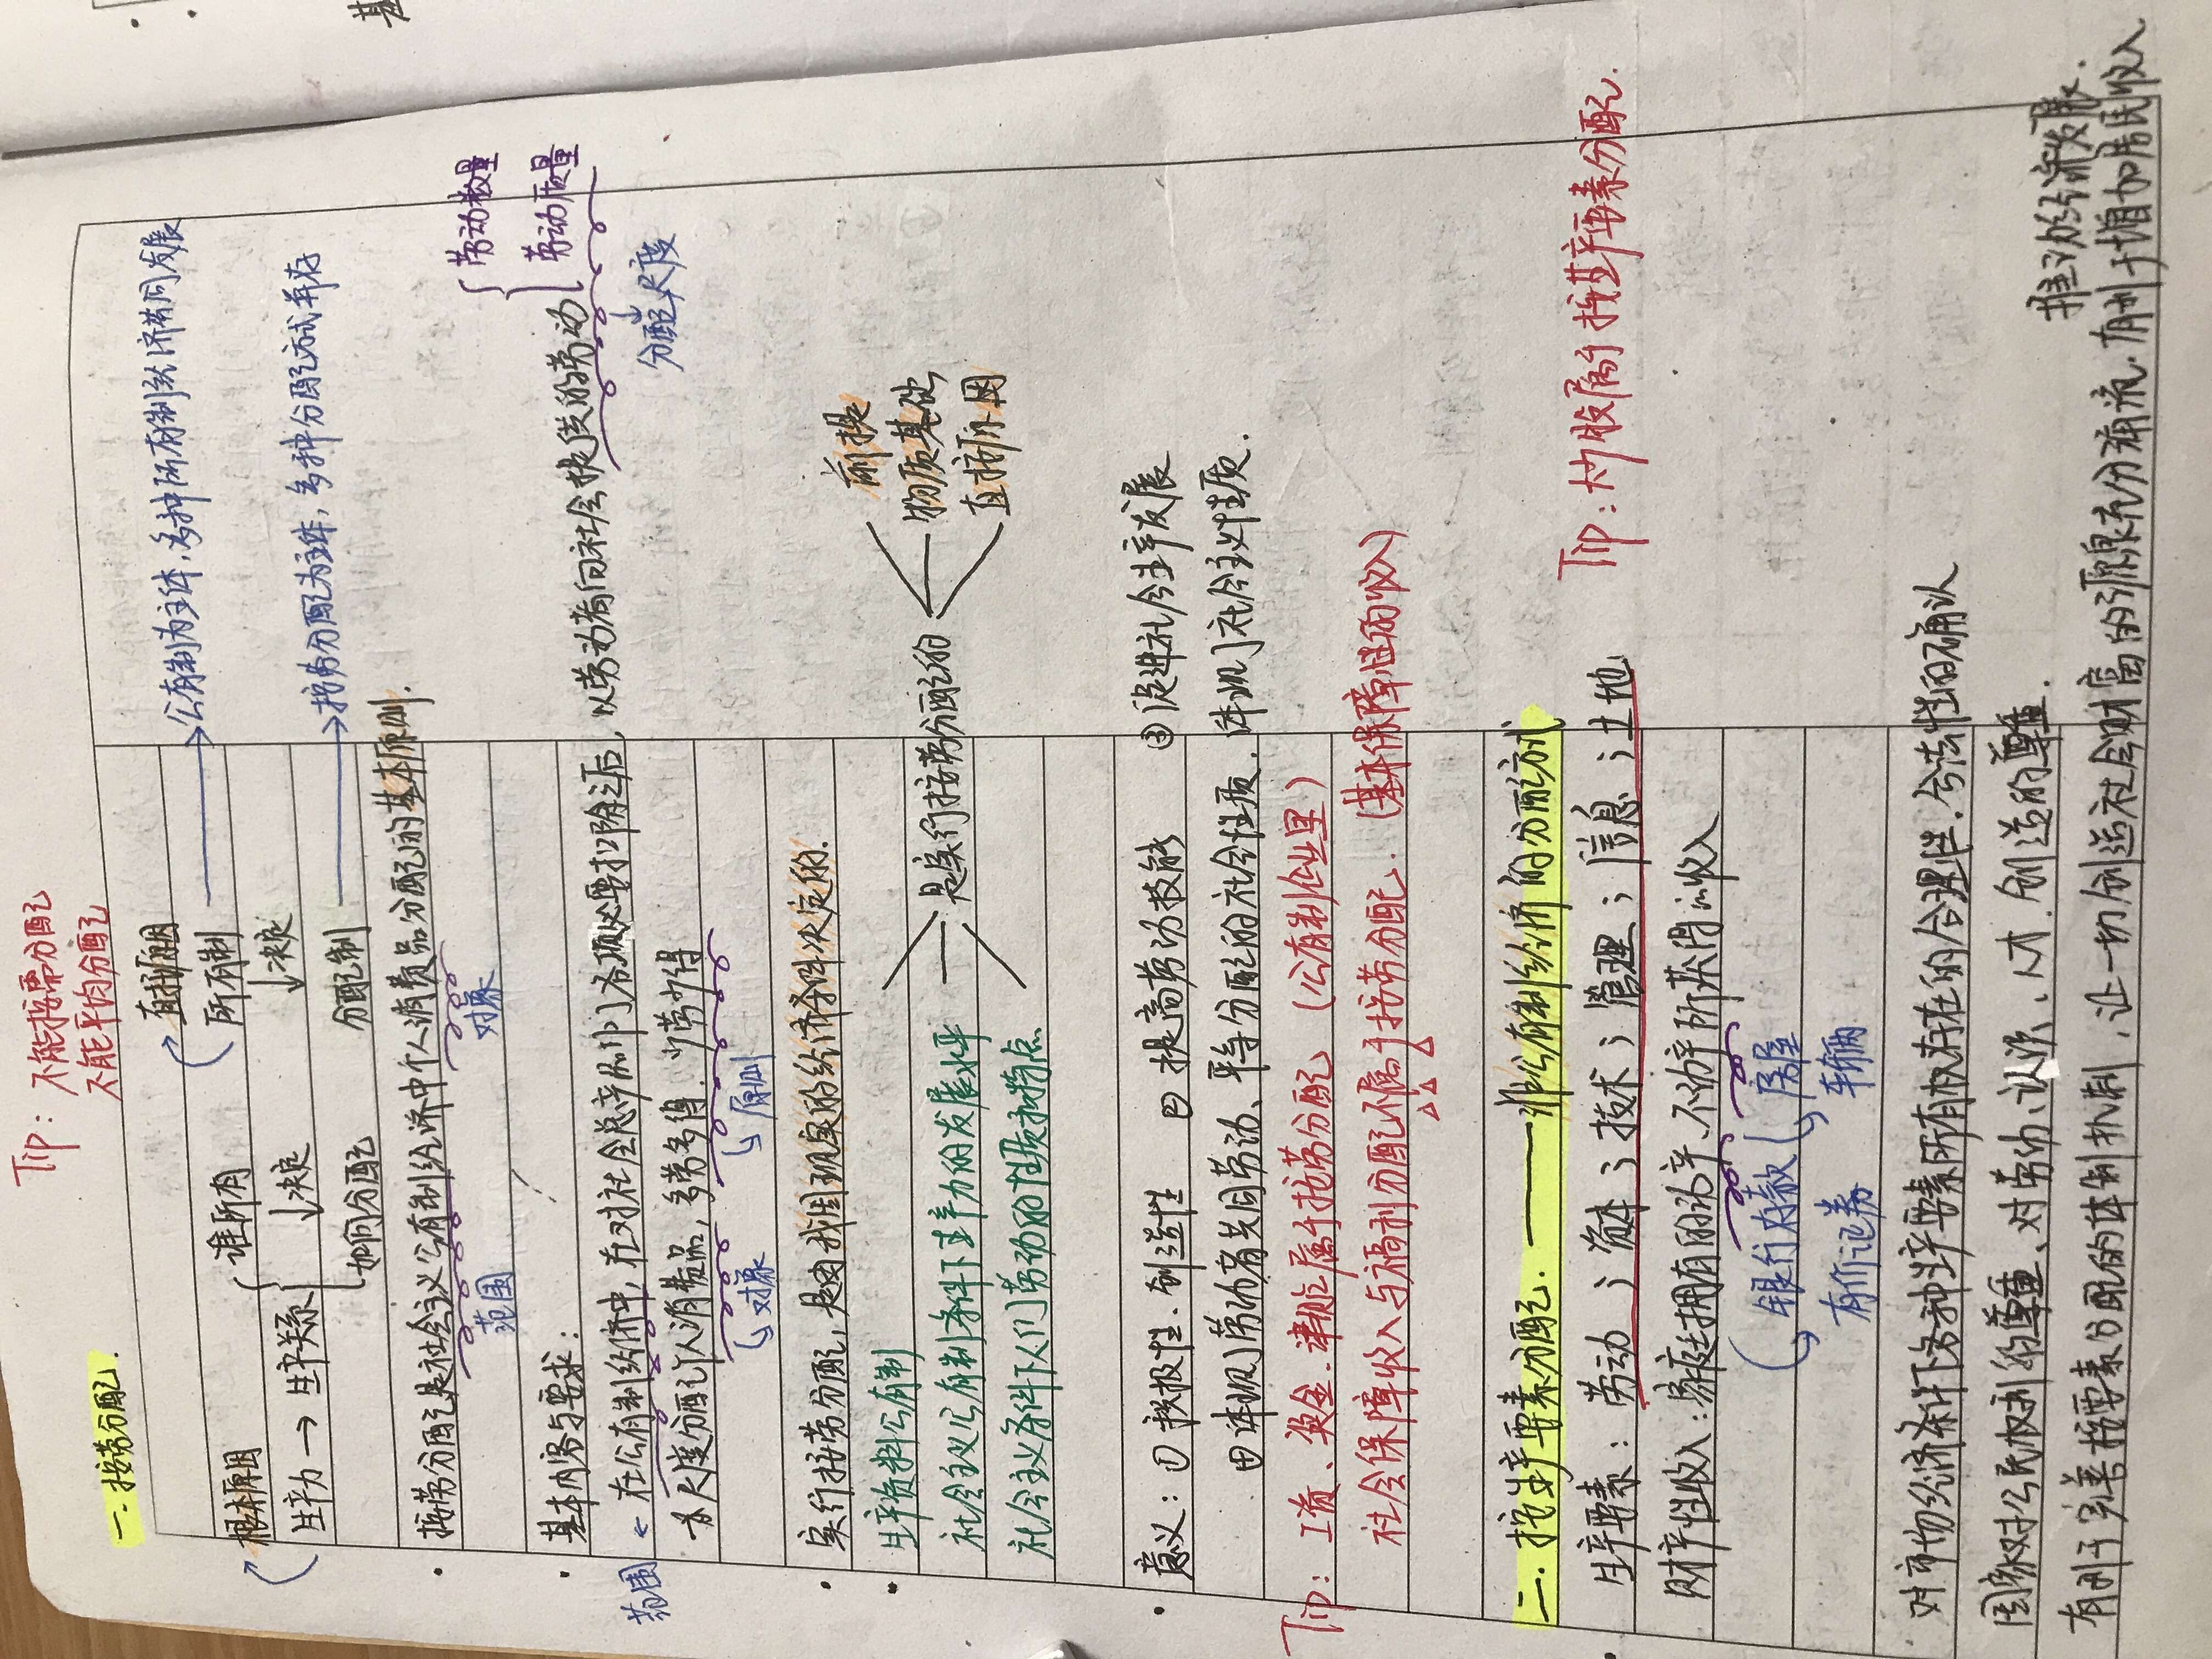 Tip：不能按需分配
不能平均分配
一.按劳分配.
直接原因
根本原因 谁所有 所有制 公有制为主体，多种所有制经济共同发展
生产力→生产关系 ↓决定 ↓决定
如何分配 分配制 →按劳分配为主体，多种分配方式并存
·按劳分配是社会主义公有制经济中个人消费品分配的基本原则.
范围 对象
劳动数量
劳动质量
·基本内容与要求：
范围 ← 在公有制经济中，在对社会总产品作了各项必要扣除之后，以劳动者向社会提供的劳动
分配尺度
为尺度分配个人消费品，多劳多得.少劳少得
对象 原则
·实行按劳分配，是由我国现实的经济条件决定的.
·生产资料公有制 前提
社会主义公有制条件下生产力的发展水平 是实行按劳分配的 物质基础
社会主义条件下人们劳动的性质和特点 直接原因
·意义：①积极性.创造性 ②提高劳动技能 ③促进社会生产发展
④体现了劳动者共同劳动、平等分配的社会性质.体现了社会主义性质.
Tip：工资、奖金、津贴属于按劳分配（公有制企业里）
社会保障收入与福利分配不属于按劳分配.（基本保障性的收入）
二.按生产要素分配.——非公有制经济的分配方式
·生产要素：劳动；资本；技术；管理；信息；土地
Tip：炒股属于按生产要素分配.
财产性收入：家庭拥有的动产、不动产所获得的收入
银行存款 房屋
有价证券 车辆
对市场经济条件下各种生产要素所有权存在的合理性.合法性的确认
国家对公民权利的尊重、对劳动、认识、人才.创造的尊重.
推动经济发展.
有利于完善按要素分配的体制机制，让一切创造社会财富的源泉充分涌流.有利于增加居民收入